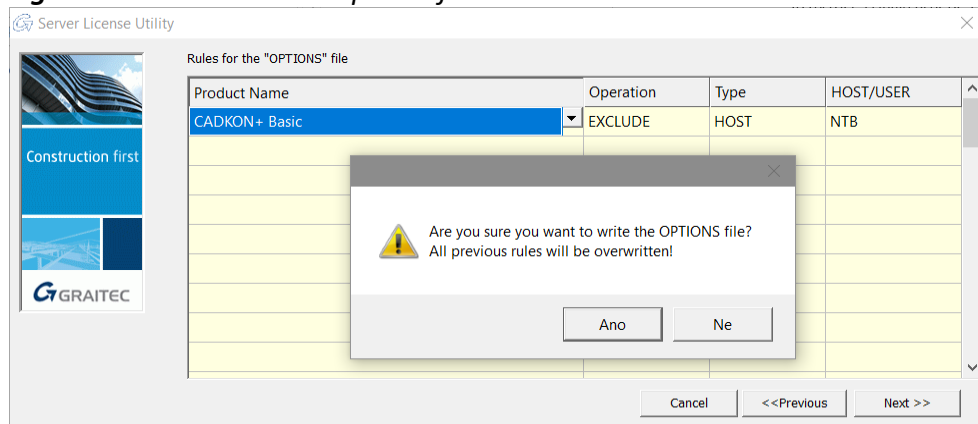 Server License Utility
Rules for the "OPTIONS" file
Product Name Operation Type HOST/USER
CADKON+ Basic EXCLUDE HOST NTB
Construction first
Are you sure you want to write the OPTIONS file?
All previous rules will be overwritten!
GRAITEC
Ano Ne
Cancel <<Previous Next >>